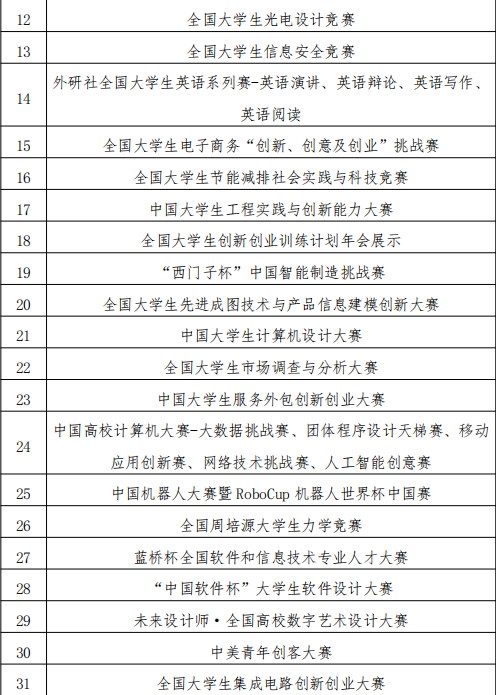 12 全国大学生光电设计竞赛
13 全国大学生信息安全竞赛
14 外研社全国大学生英语系列赛-英语演讲、英语辩论、英语写作、
英语阅读
15 全国大学生电子商务“创新、创意及创业”挑战赛
16 全国大学生节能减排社会实践与科技竞赛
17 中国大学生工程实践与创新能力大赛
18 全国大学生创新创业训练计划年会展示
19 “西门子杯”中国智能制造挑战赛
20 全国大学生先进成图技术与产品信息建模创新大赛
21 中国大学生计算机设计大赛
22 全国大学生市场调查与分析大赛
23 中国大学生服务外包创新创业大赛
24 中国高校计算机大赛-大数据挑战赛、团体程序设计天梯赛、移动
应用创新赛、网络技术挑战赛、人工智能创意赛
25 中国机器人大赛暨 RoboCup 机器人世界杯中国赛
26 全国周培源大学生力学竞赛
27 蓝桥杯全国软件和信息技术专业人才大赛
28 “中国软件杯”大学生软件设计大赛
29 未来设计师·全国高校数字艺术设计大赛
30 中美青年创客大赛
31 全国大学生集成电路创新创业大赛